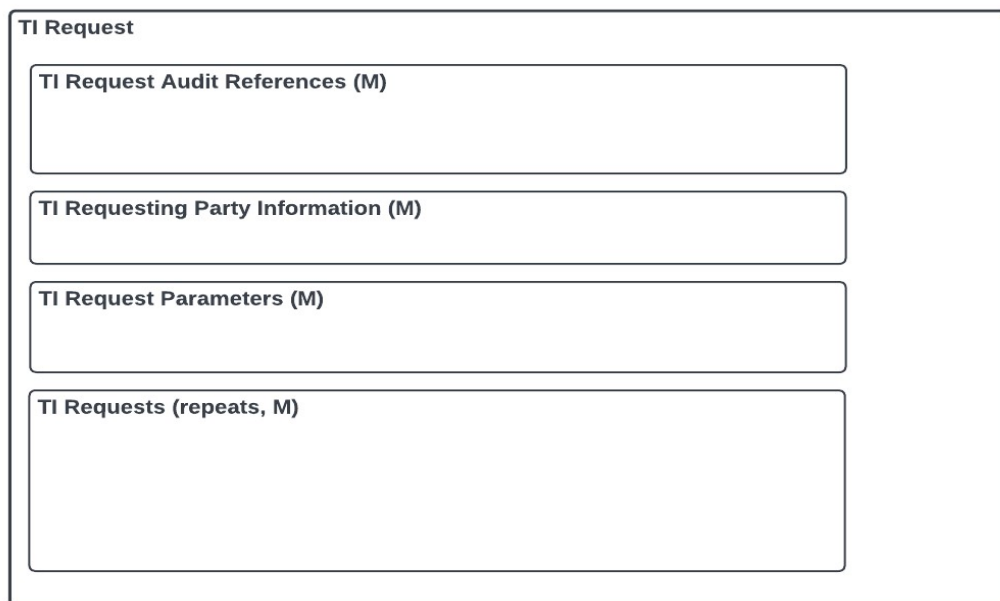 TI Request
TI Request Audit References (M)
TI Requesting Party Information (M)
TI Request Parameters (M)
TI Requests (repeats, M)